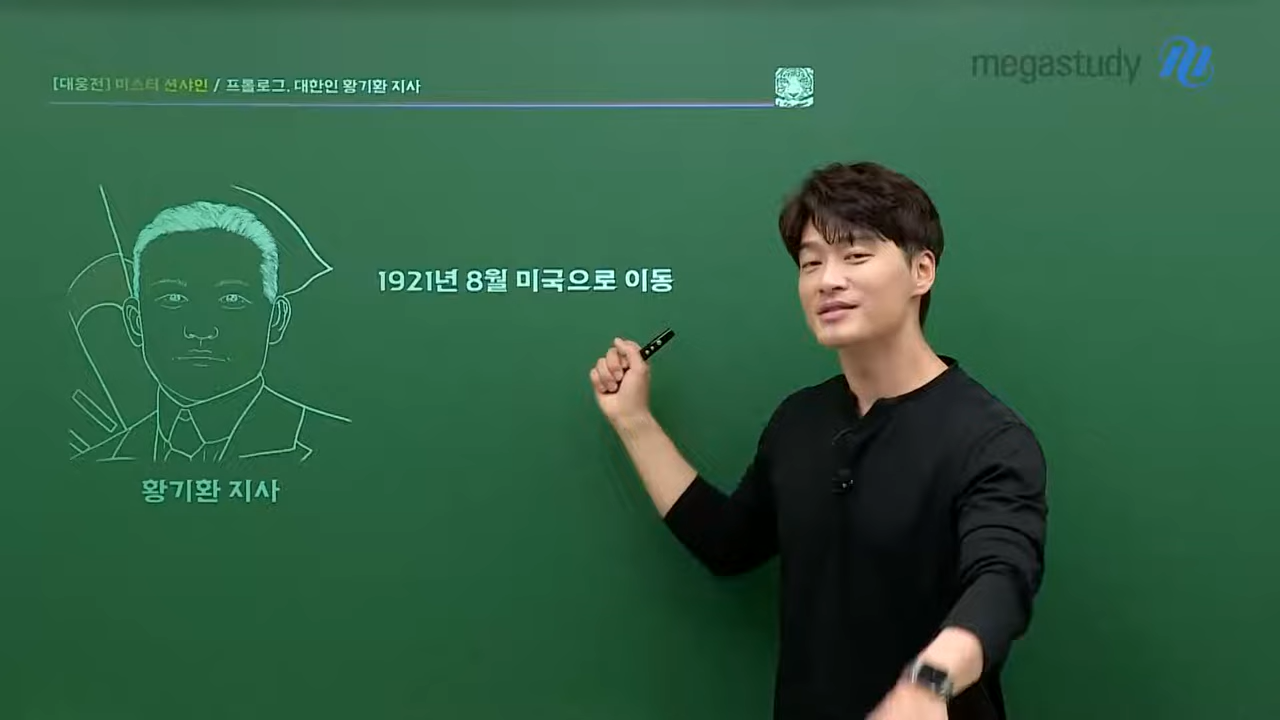 [대웅전] 미스터 션샤인 / 프롤로그. 대한인 황기환 지사
megastudy
1921년 8월 미국으로 이동
황기환 지사